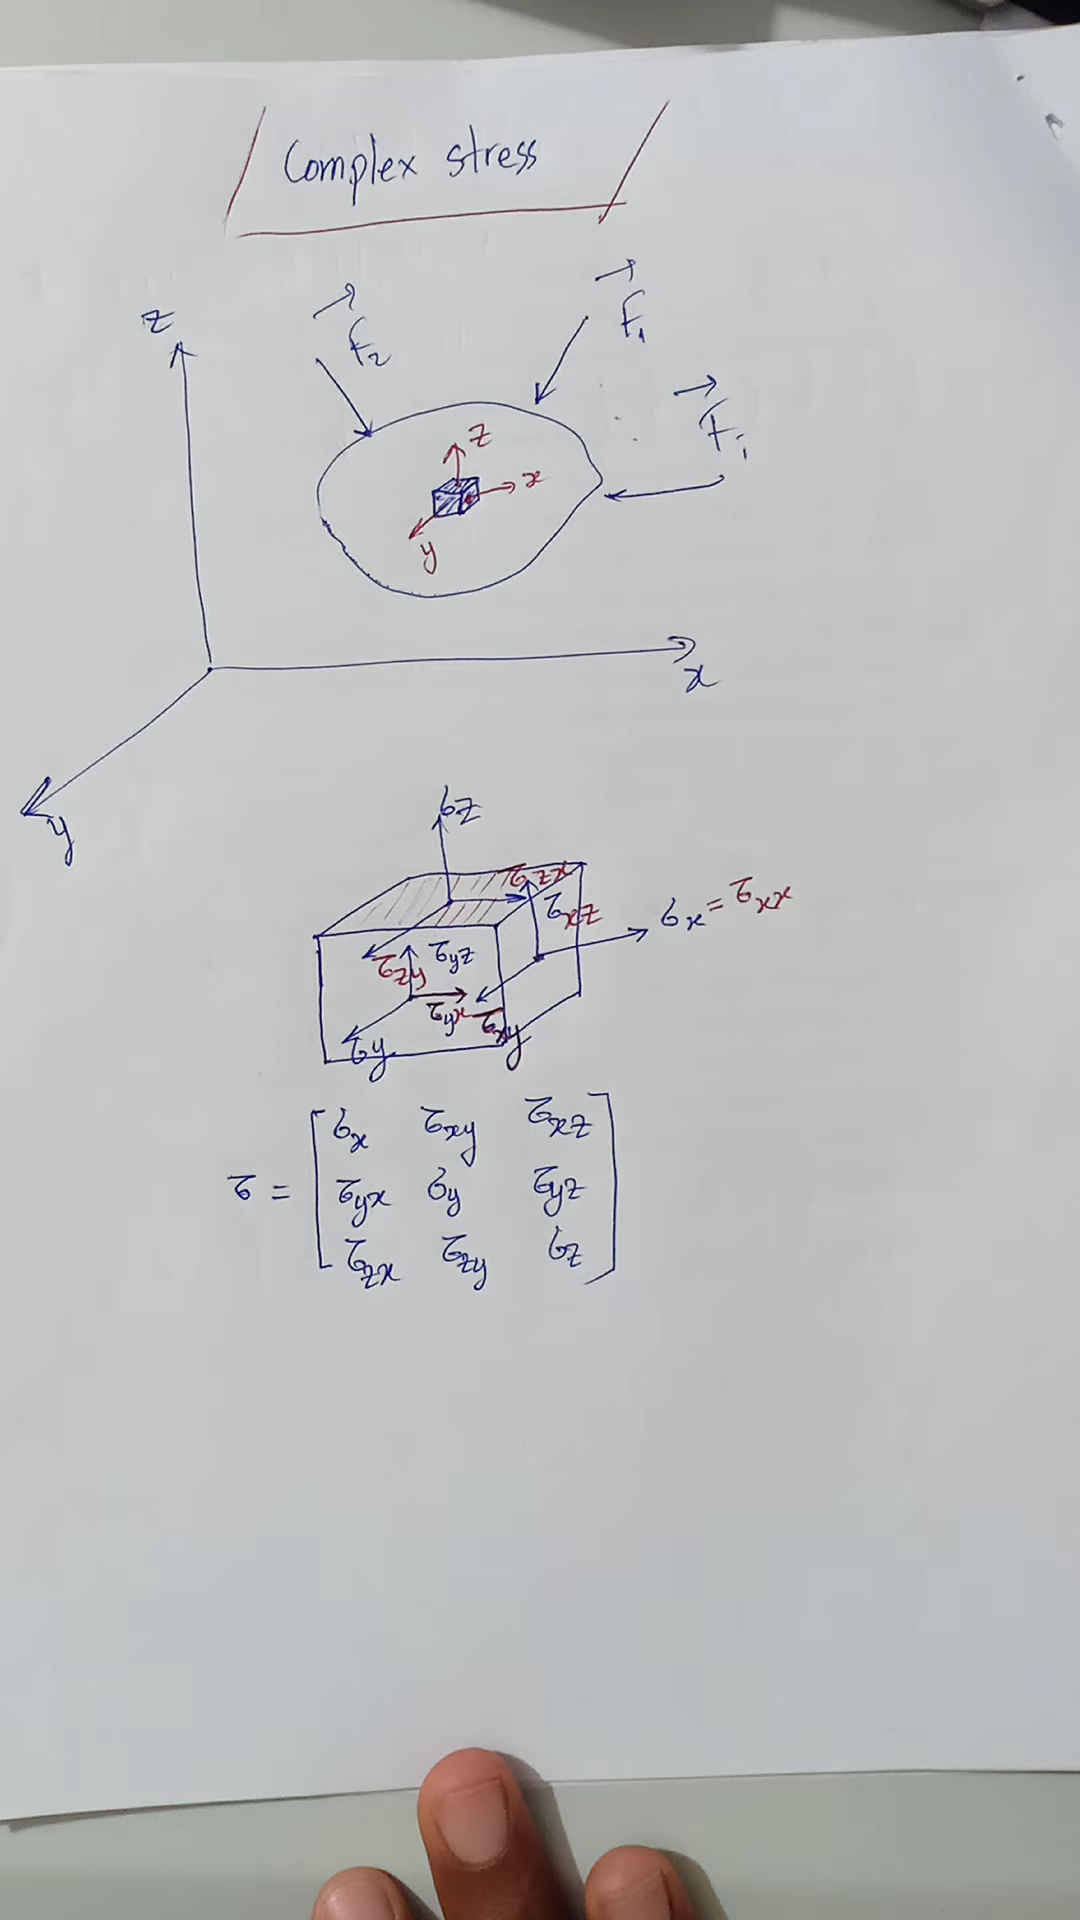 Complex stress
z
F₂
F₁
Fᵢ
z
x
y
x
y
σz
τzx
τxz
σx = τxx
τzy
τyz
τyx
τxy
τy
τ = [ σx τxy τxz
τyx σy τyz
τzx τzy σz ]